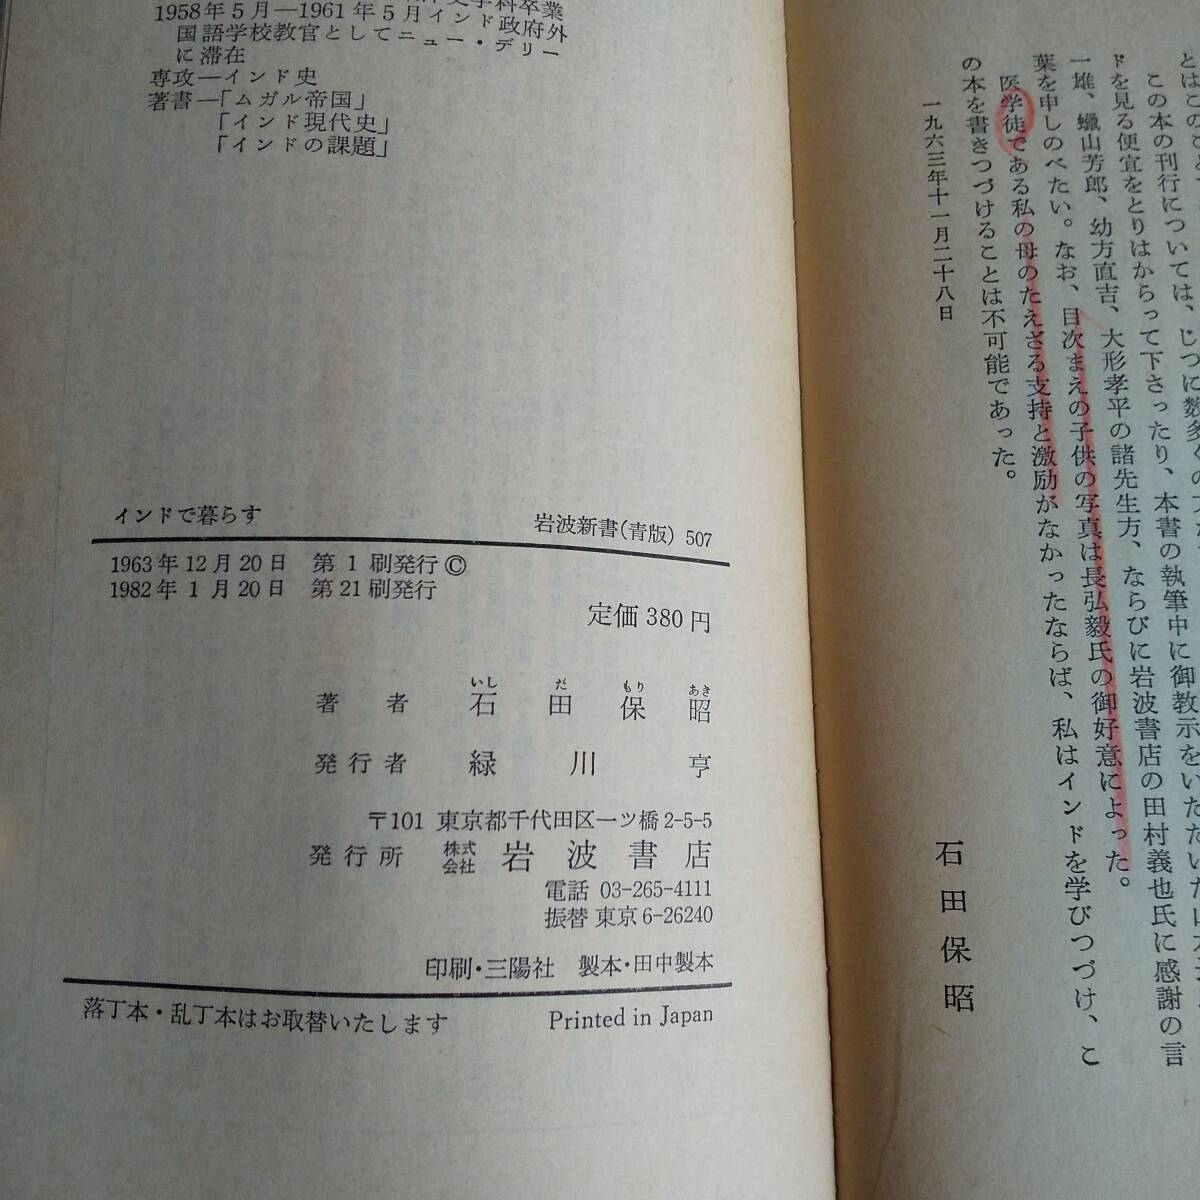 1958年5月—1961年5月インド政府外
国語学校教官としてニュー・デリー
に滞在
専攻—インド史
著書—「ムガル帝国」
「インド現代史」
「インドの課題」
インドで暮らす
岩波新書(青版) 507
1963年12月20日 第1刷発行©
1982年1月20日 第21刷発行
定価380円
いし だ もり あき
著者 石田保昭
発行者 緑川亨
〒101 東京都千代田区一ツ橋2-5-5
発行所 株式会社 岩波書店
電話 03-265-4111
振替 東京6-26240
印刷・三陽社 製本・田中製本
落丁本・乱丁本はお取替いたします
Printed in Japan
この本の刊行については、じつに数多くの
ドを見る便宜をとりはからって下さったり、本書の執筆中に御教示をいただいた
一雄、蠟山芳郎、幼方直吉、大形孝平の諸先生方、ならびに岩波書店の田村義也氏に感謝の言
葉を申しのべたい。なお、目次まえの子供の写真は長弘毅氏の御好意によった。
医学徒である私の母のたえざる支持と激励がなかったならば、私はインドを学びつづけ、こ
の本を書きつづけることは不可能であった。
一九六三年十一月二十八日
石田保昭